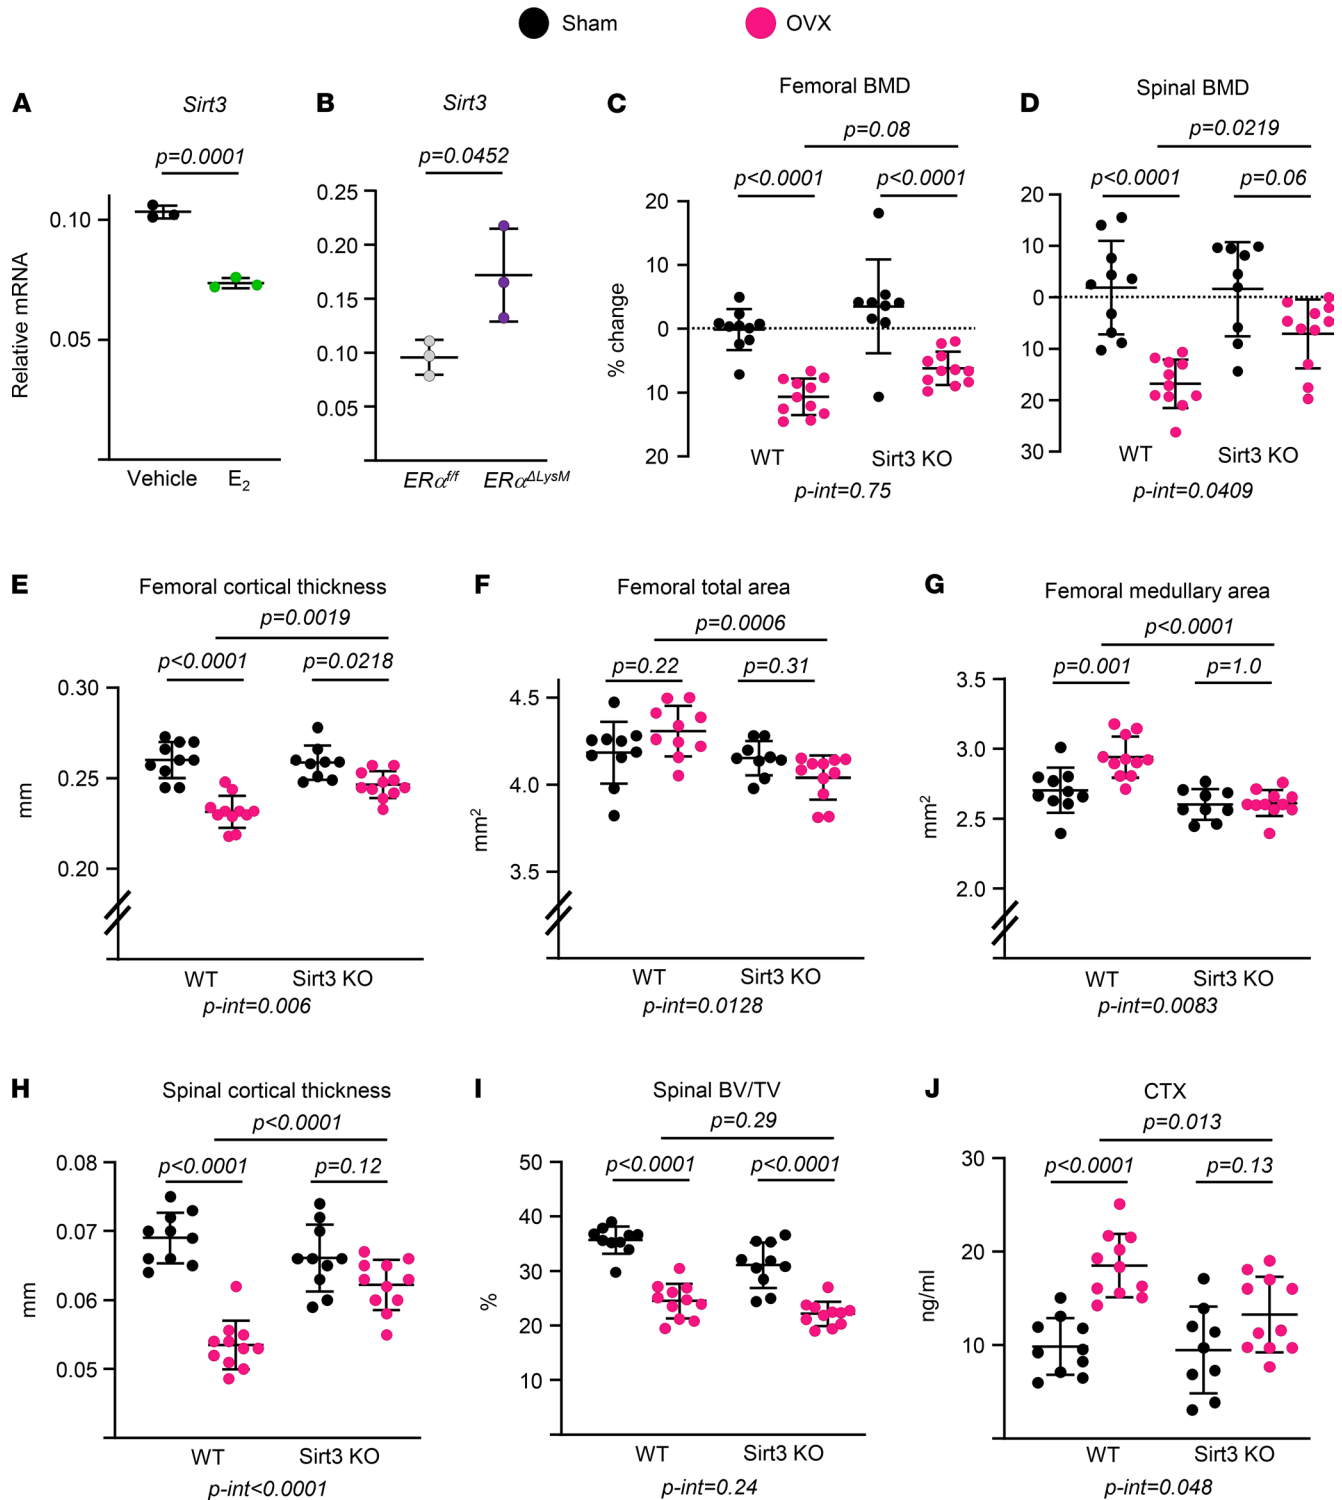 Sham OVX
A Sirt3
p=0.0001
Relative mRNA
0.10
0.05
Vehicle E2
B Sirt3
p=0.0452
0.25
0.20
0.15
0.10
0.05
ERαf/f ERαΔLysM
C Femoral BMD
p=0.08
p<0.0001 p<0.0001
% change
20
10
0
10
20
WT Sirt3 KO
p-int=0.75
D Spinal BMD
p=0.0219
p<0.0001 p=0.06
20
10
0
10
20
30
WT Sirt3 KO
p-int=0.0409
E Femoral cortical thickness
p=0.0019
p<0.0001 p=0.0218
mm
0.30
0.25
0.20
WT Sirt3 KO
p-int=0.006
F Femoral total area
p=0.0006
p=0.22 p=0.31
mm2
4.5
4.0
3.5
WT Sirt3 KO
p-int=0.0128
G Femoral medullary area
p<0.0001
p=0.001 p=1.0
mm2
3.5
3.0
2.5
2.0
WT Sirt3 KO
p-int=0.0083
H Spinal cortical thickness
p<0.0001
p<0.0001 p=0.12
mm
0.08
0.07
0.06
0.05
WT Sirt3 KO
p-int<0.0001
I Spinal BV/TV
p=0.29
p<0.0001 p<0.0001
%
50
40
30
20
10
WT Sirt3 KO
p-int=0.24
J CTX
p=0.013
p<0.0001 p=0.13
ng/ml
30
20
10
WT Sirt3 KO
p-int=0.048